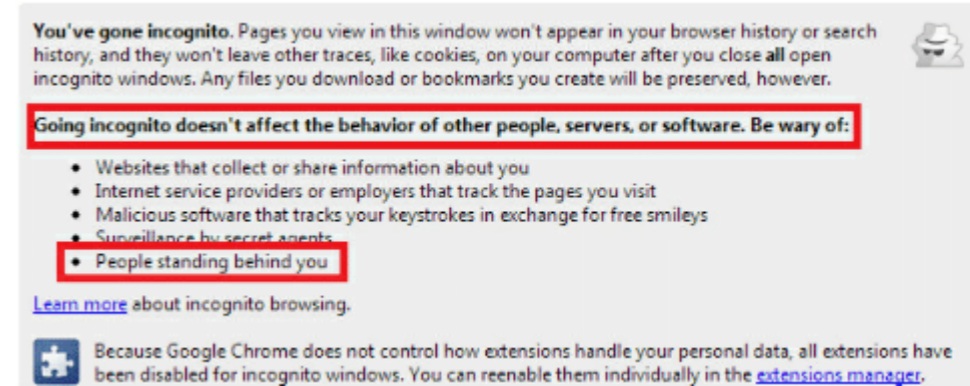 You've gone incognito. Pages you view in this window won't appear in your browser history or search
history, and they won't leave other traces, like cookies, on your computer after you close all open
incognito windows. Any files you download or bookmarks you create will be preserved, however.
Going incognito doesn't affect the behavior of other people, servers, or software. Be wary of:
• Websites that collect or share information about you
• Internet service providers or employers that track the pages you visit
• Malicious software that tracks your keystrokes in exchange for free smileys
• Surveillance by secret agents
• People standing behind you
Learn more about incognito browsing.
Because Google Chrome does not control how extensions handle your personal data, all extensions have
been disabled for incognito windows. You can reenable them individually in the extensions manager.